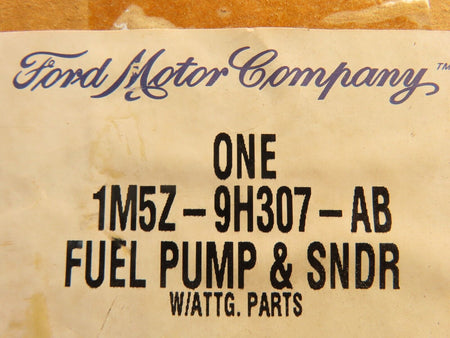 Ford Motor Company™
ONE
1M5Z-9H307-AB
FUEL PUMP & SNDR
W/ATTG. PARTS